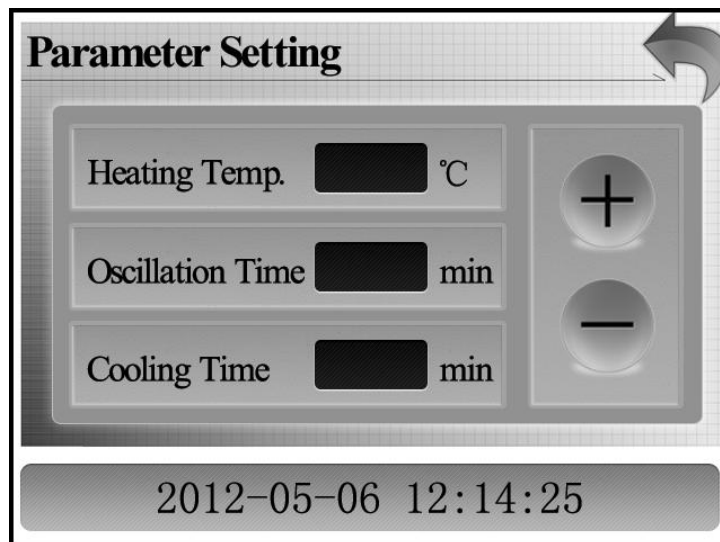 Parameter Setting
Heating Temp. ℃
Oscillation Time min
Cooling Time min
+
−
2012-05-06 12:14:25